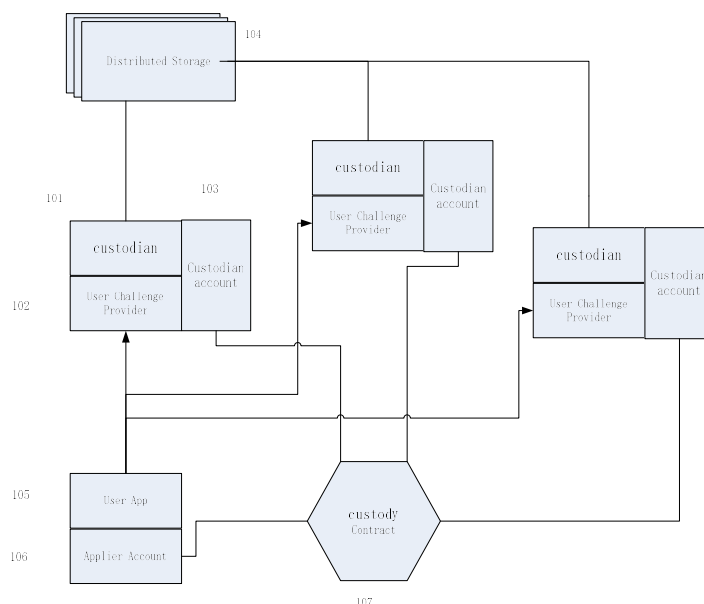 104
Distributed Storage
custodian
Custodian
account
User Challenge
Provider
101
103
custodian
Custodian
account
User Challenge
Provider
102
custodian
Custodian
account
User Challenge
Provider
105
User App
106
Applier Account
custody
Contract
107